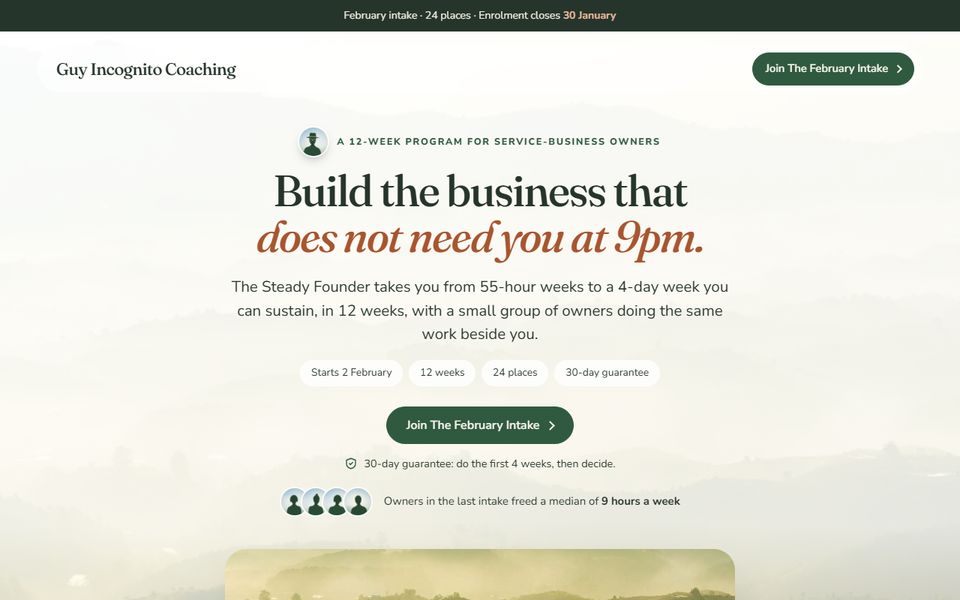 February intake · 24 places · Enrolment closes 30 January
Guy Incognito Coaching
Join The February Intake
A 12-WEEK PROGRAM FOR SERVICE-BUSINESS OWNERS
Build the business that
does not need you at 9pm.
The Steady Founder takes you from 55-hour weeks to a 4-day week you
can sustain, in 12 weeks, with a small group of owners doing the same
work beside you.
Starts 2 February
12 weeks
24 places
30-day guarantee
Join The February Intake
30-day guarantee: do the first 4 weeks, then decide.
Owners in the last intake freed a median of 9 hours a week